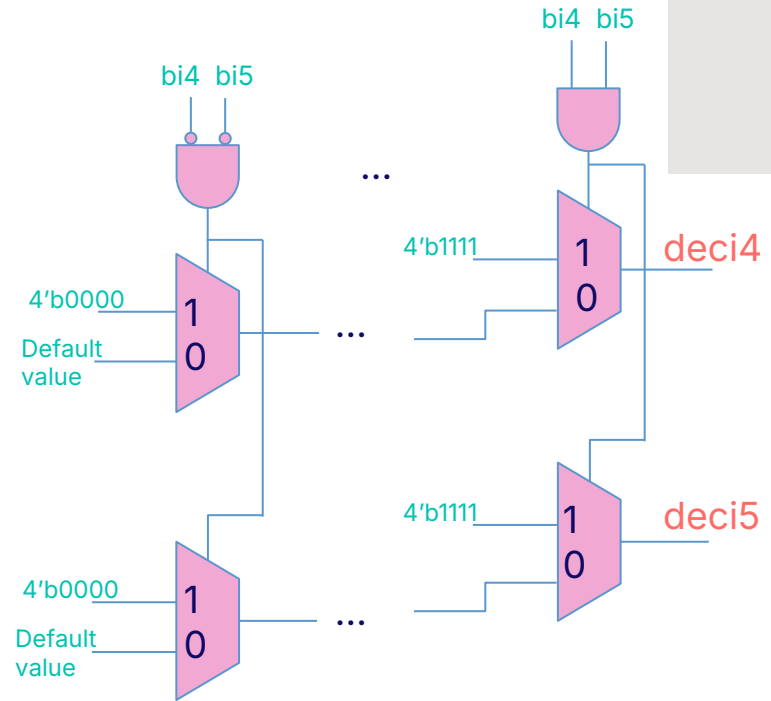 bi4 bi5
bi4 bi5
...
4'b1111
deci4
1
0
4'b0000
1
Default
value
0
...
4'b1111
deci5
1
0
4'b0000
1
Default
value
0
...